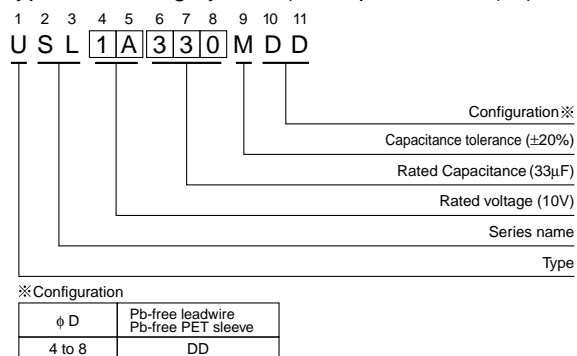 1 2 3 4 5 6 7 8 9 10 11
U S L 1 A 3 3 0 M D D
Configuration※
Capacitance tolerance (±20%)
Rated Capacitance (33µF)
Rated voltage (10V)
Series name
Type
※Configuration
φ D
Pb-free leadwire
Pb-free PET sleeve
4 to 8
DD